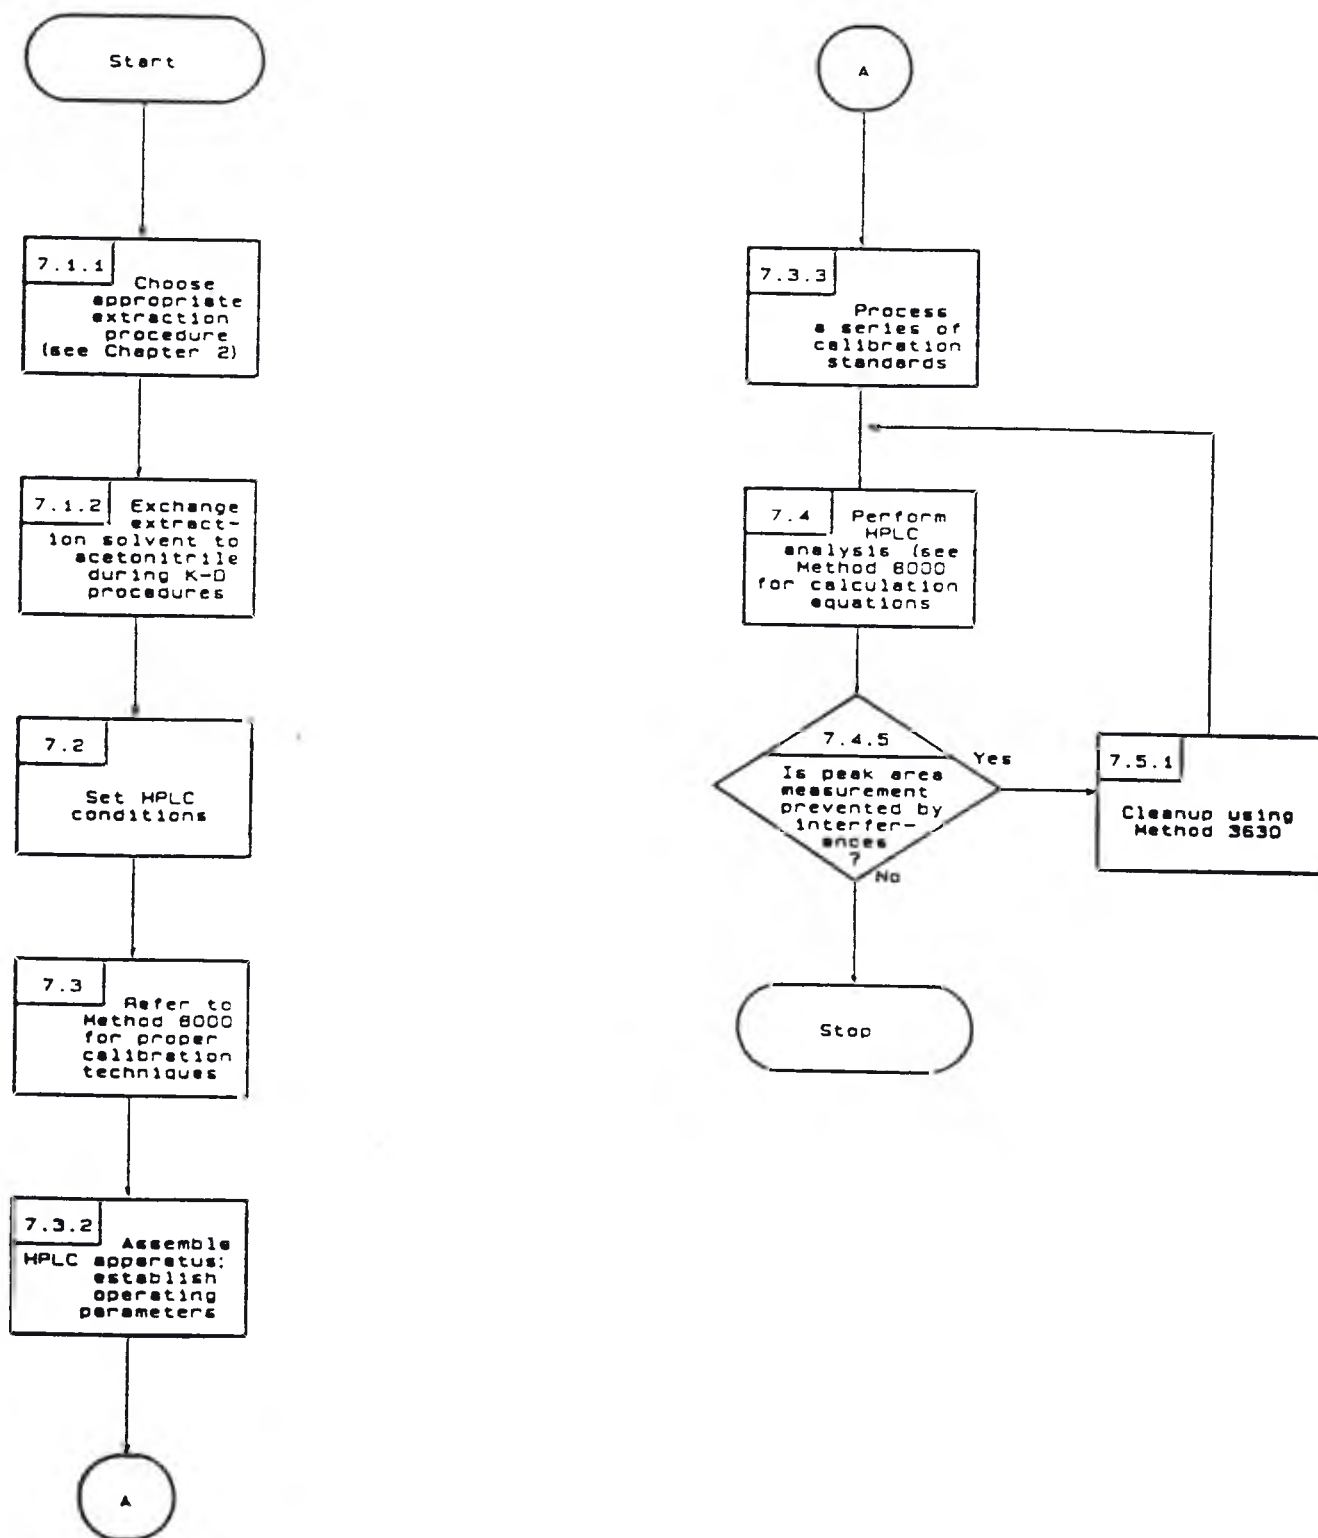 Start
7.1.1
Choose
appropriate
extraction
procedure
(see Chapter 2)
7.1.2 Exchange
extract-
ion solvent to
acetonitrile
during K-D
procedures
7.2
Set HPLC
conditions
7.3
Refer to
Method 8000
for proper
calibration
techniques
7.3.2
Assemble
HPLC apparatus;
establish
operating
parameters
A
A
7.3.3
Process
a series of
calibration
standards
7.4 Perform
HPLC
analysis (see
Method 8000
for calculation
equations
7.4.5
Is peak area
measurement
prevented by
interfer-
ences
?
Yes
No
7.5.1
Cleanup using
Method 3630
Stop